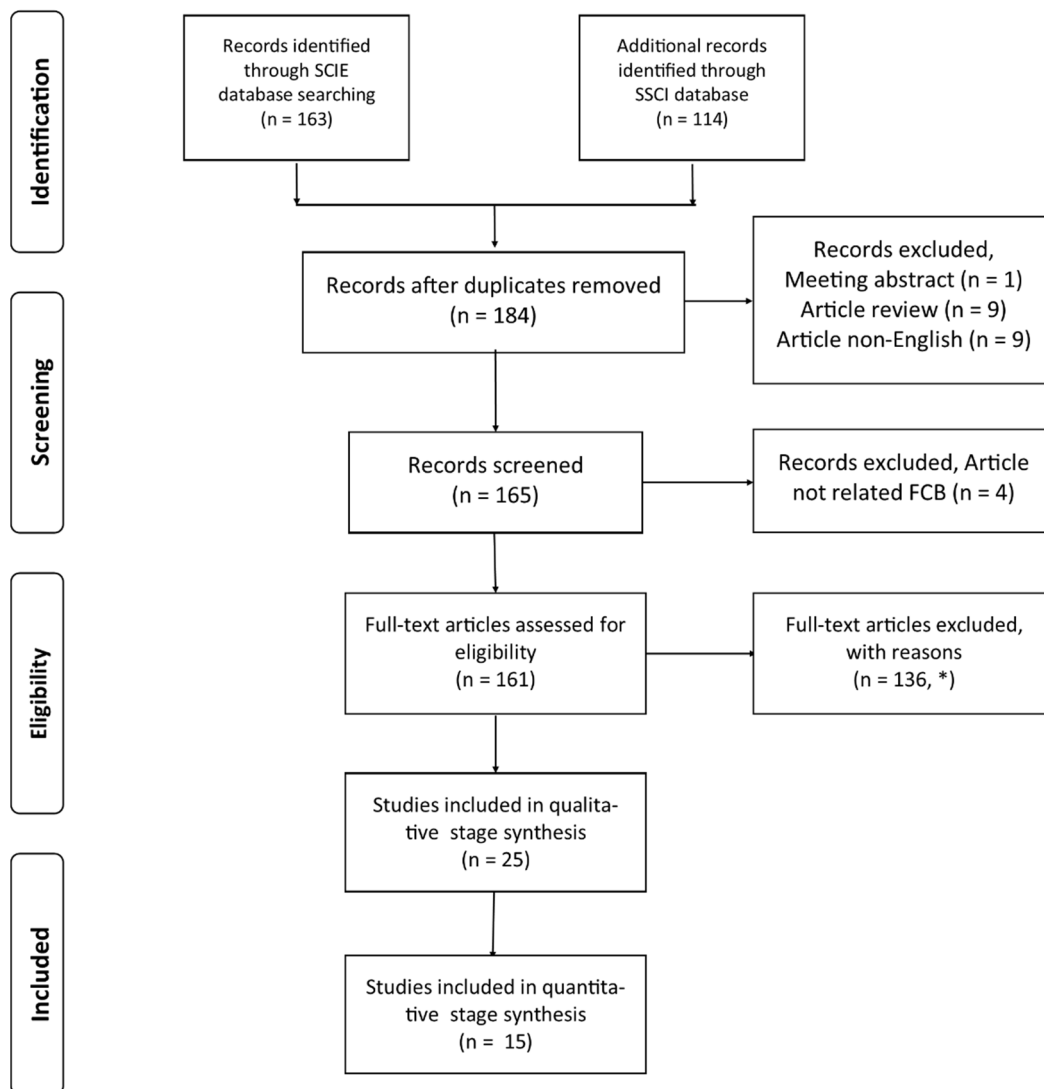 Identification
Records identified
through SCIE
database searching
(n = 163)
Additional records
identified through
SSCI database
(n = 114)
Records after duplicates removed
(n = 184)
Records excluded,
Meeting abstract (n = 1)
Article review (n = 9)
Article non-English (n = 9)
Screening
Records screened
(n = 165)
Records excluded, Article
not related FCB (n = 4)
Eligibility
Full-text articles assessed for
eligibility
(n = 161)
Full-text articles excluded,
with reasons
(n = 136, *)
Studies included in qualita-
tive stage synthesis
(n = 25)
Included
Studies included in quantita-
tive stage synthesis
(n = 15)